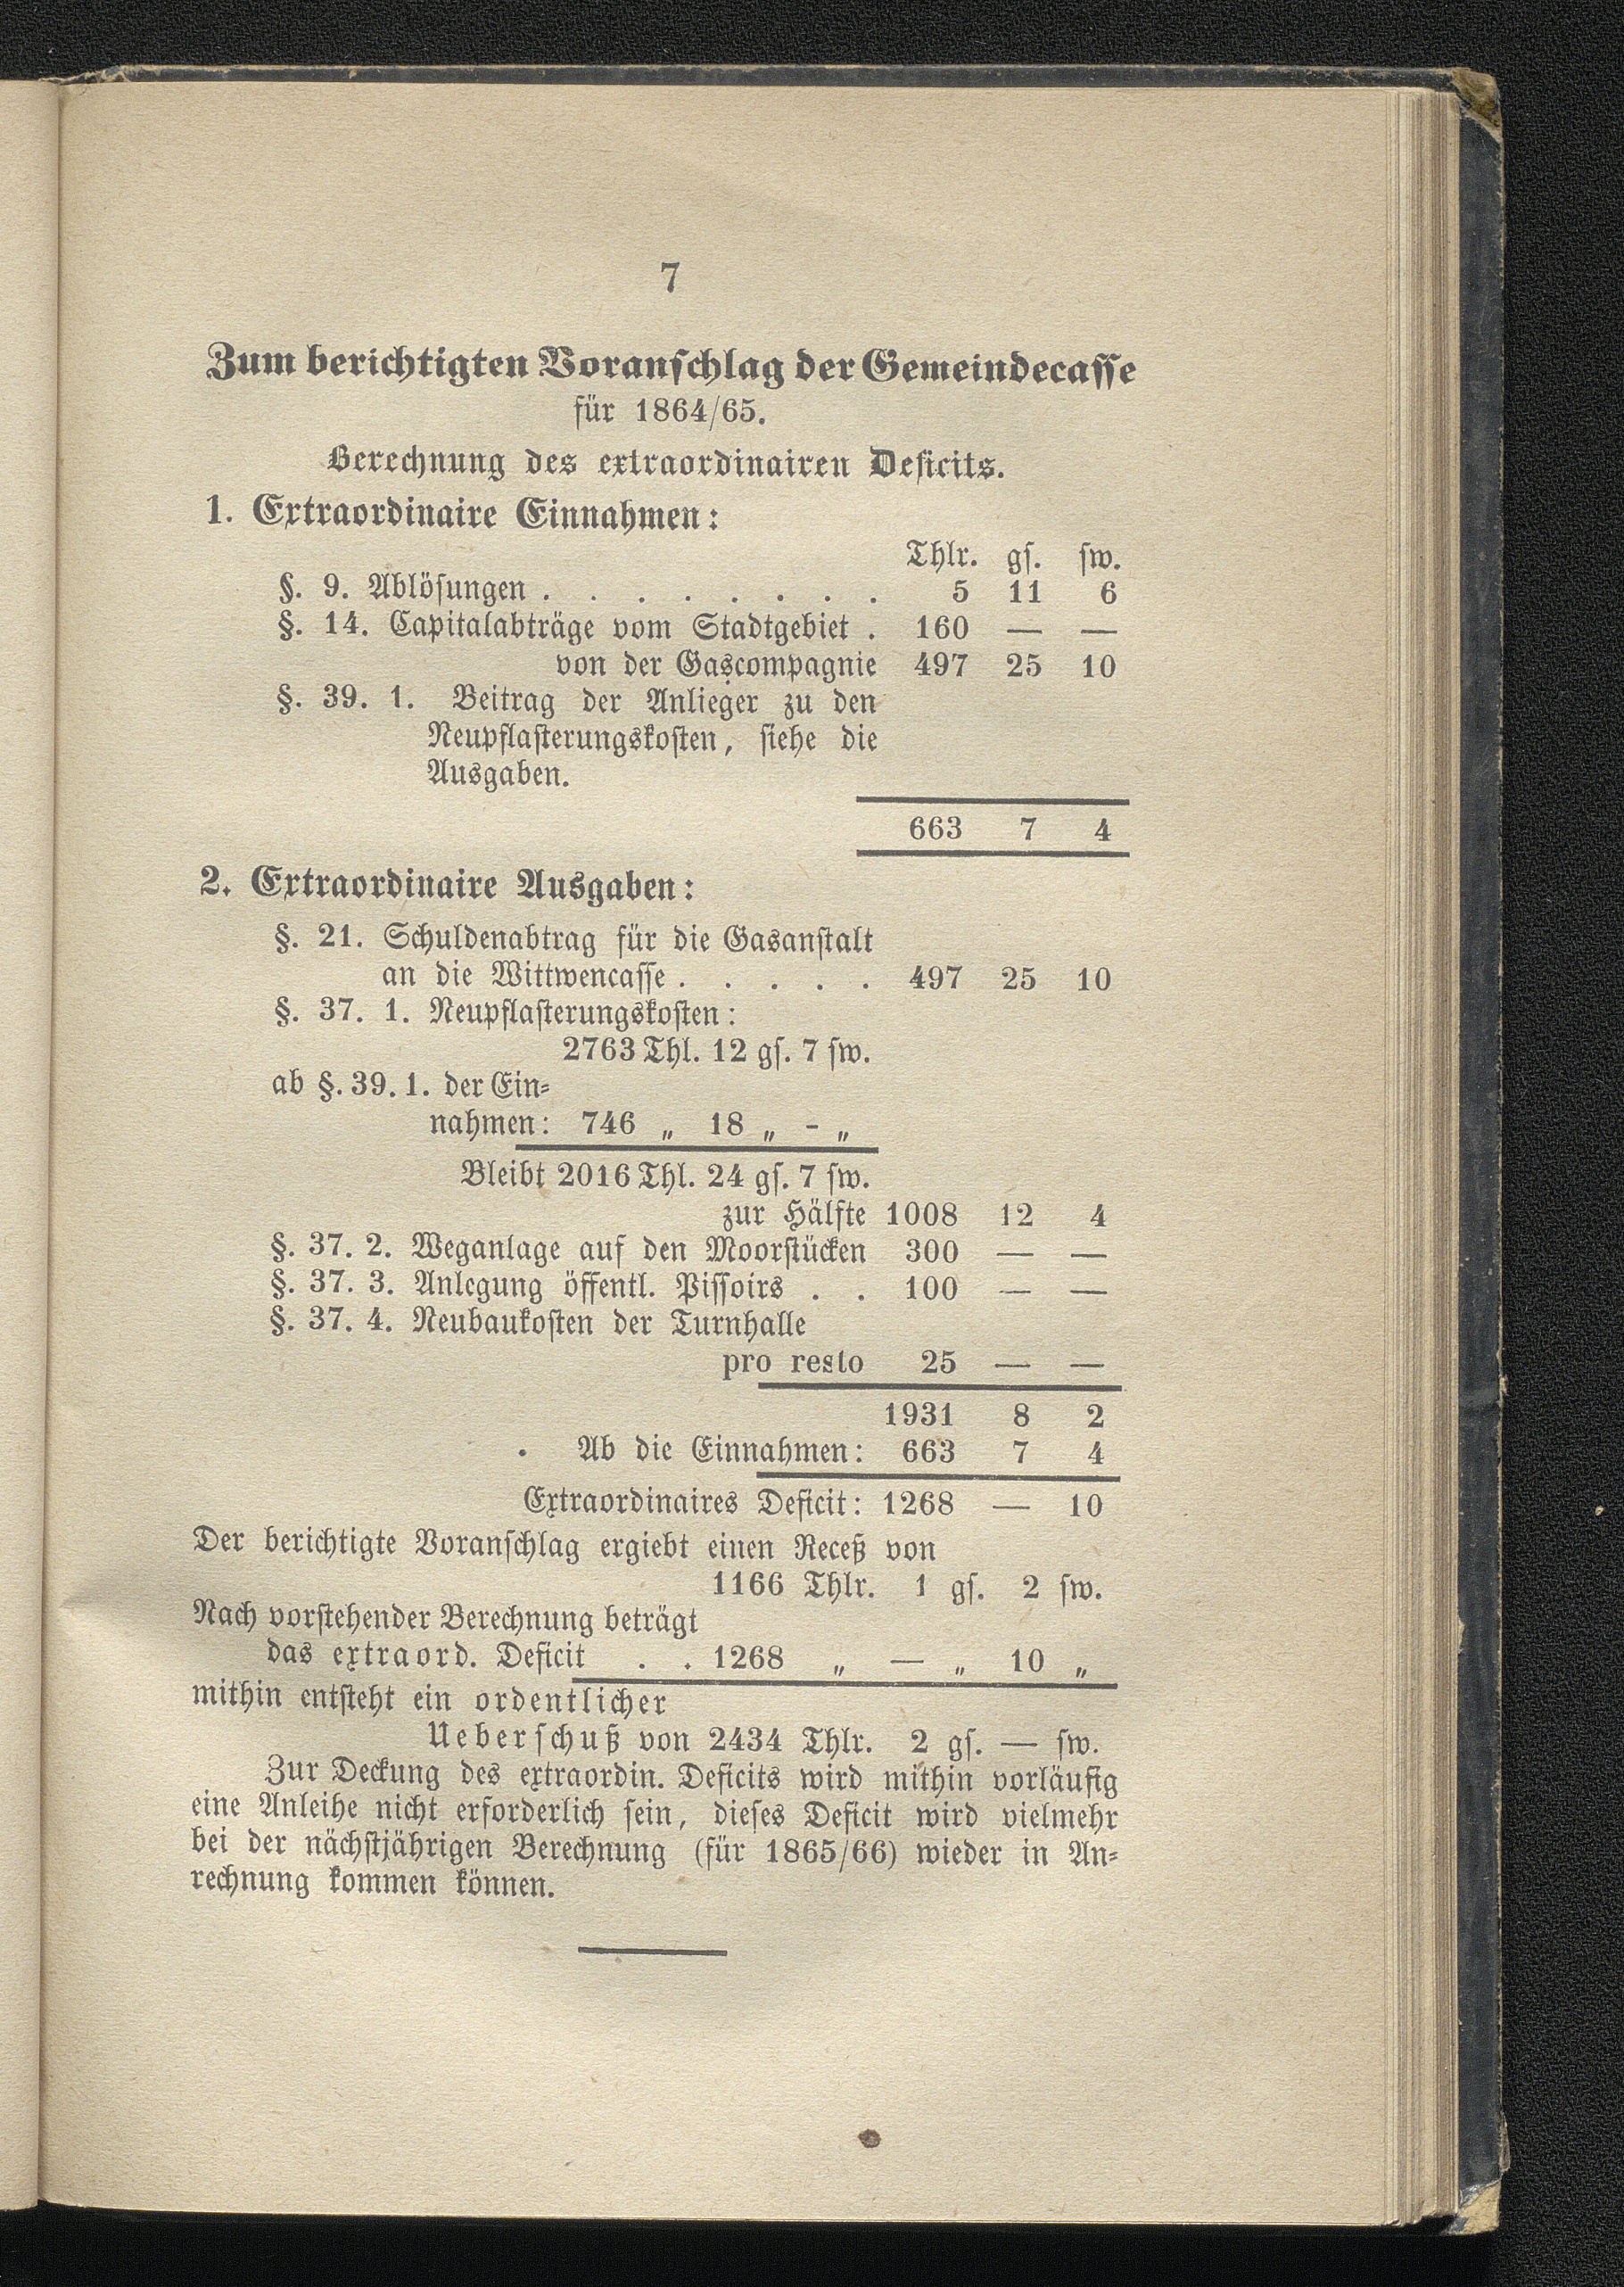 7
Zum berichtigten Voranschlag der Gemeindecasse
für 1864/65.
Berechnung des extraordinairen Deficits.
1. Extraordinaire Einnahmen:
Thlr. gs. sw.
§. 9. Ablösungen . . . . . . . . 5 11 6
§. 14. Capitalabträge vom Stadtgebiet . 160 — —
von der Gascompagnie 497 25 10
§. 39. 1. Beitrag der Anlieger zu den
Neupflasterungskosten, siehe die
Ausgaben.
663 7 4
2. Extraordinaire Ausgaben:
§. 21. Schuldenabtrag für die Gasanstalt
an die Wittwencasse . . . . . 497 25 10
§. 37. 1. Neupflasterungskosten:
2763 Thl. 12 gs. 7 sw.
ab §. 39. 1. der Ein-
nahmen: 746 „ 18 „ - „
Bleibt 2016 Thl. 24 gs. 7 sw.
zur Hälfte 1008 12 4
§. 37. 2. Weganlage auf den Moorstücken 300 — —
§. 37. 3. Anlegung öffentl. Pissoirs . . 100 — —
§. 37. 4. Neubaukosten der Turnhalle
pro resto 25 — —
1931 8 2
Ab die Einnahmen: 663 7 4
Extraordinaires Deficit: 1268 — 10
Der berichtigte Voranschlag ergiebt einen Receß von
1166 Thlr. 1 gs. 2 sw.
Nach vorstehender Berechnung beträgt
das extraord. Deficit . . 1268 „ — „ 10 „
mithin entsteht ein ordentlicher
Ueberschuß von 2434 Thlr. 2 gs. — sw.
Zur Deckung des extraordin. Deficits wird mithin vorläufig
eine Anleihe nicht erforderlich sein, dieses Deficit wird vielmehr
bei der nächstjährigen Berechnung (für 1865/66) wieder in An-
rechnung kommen können.